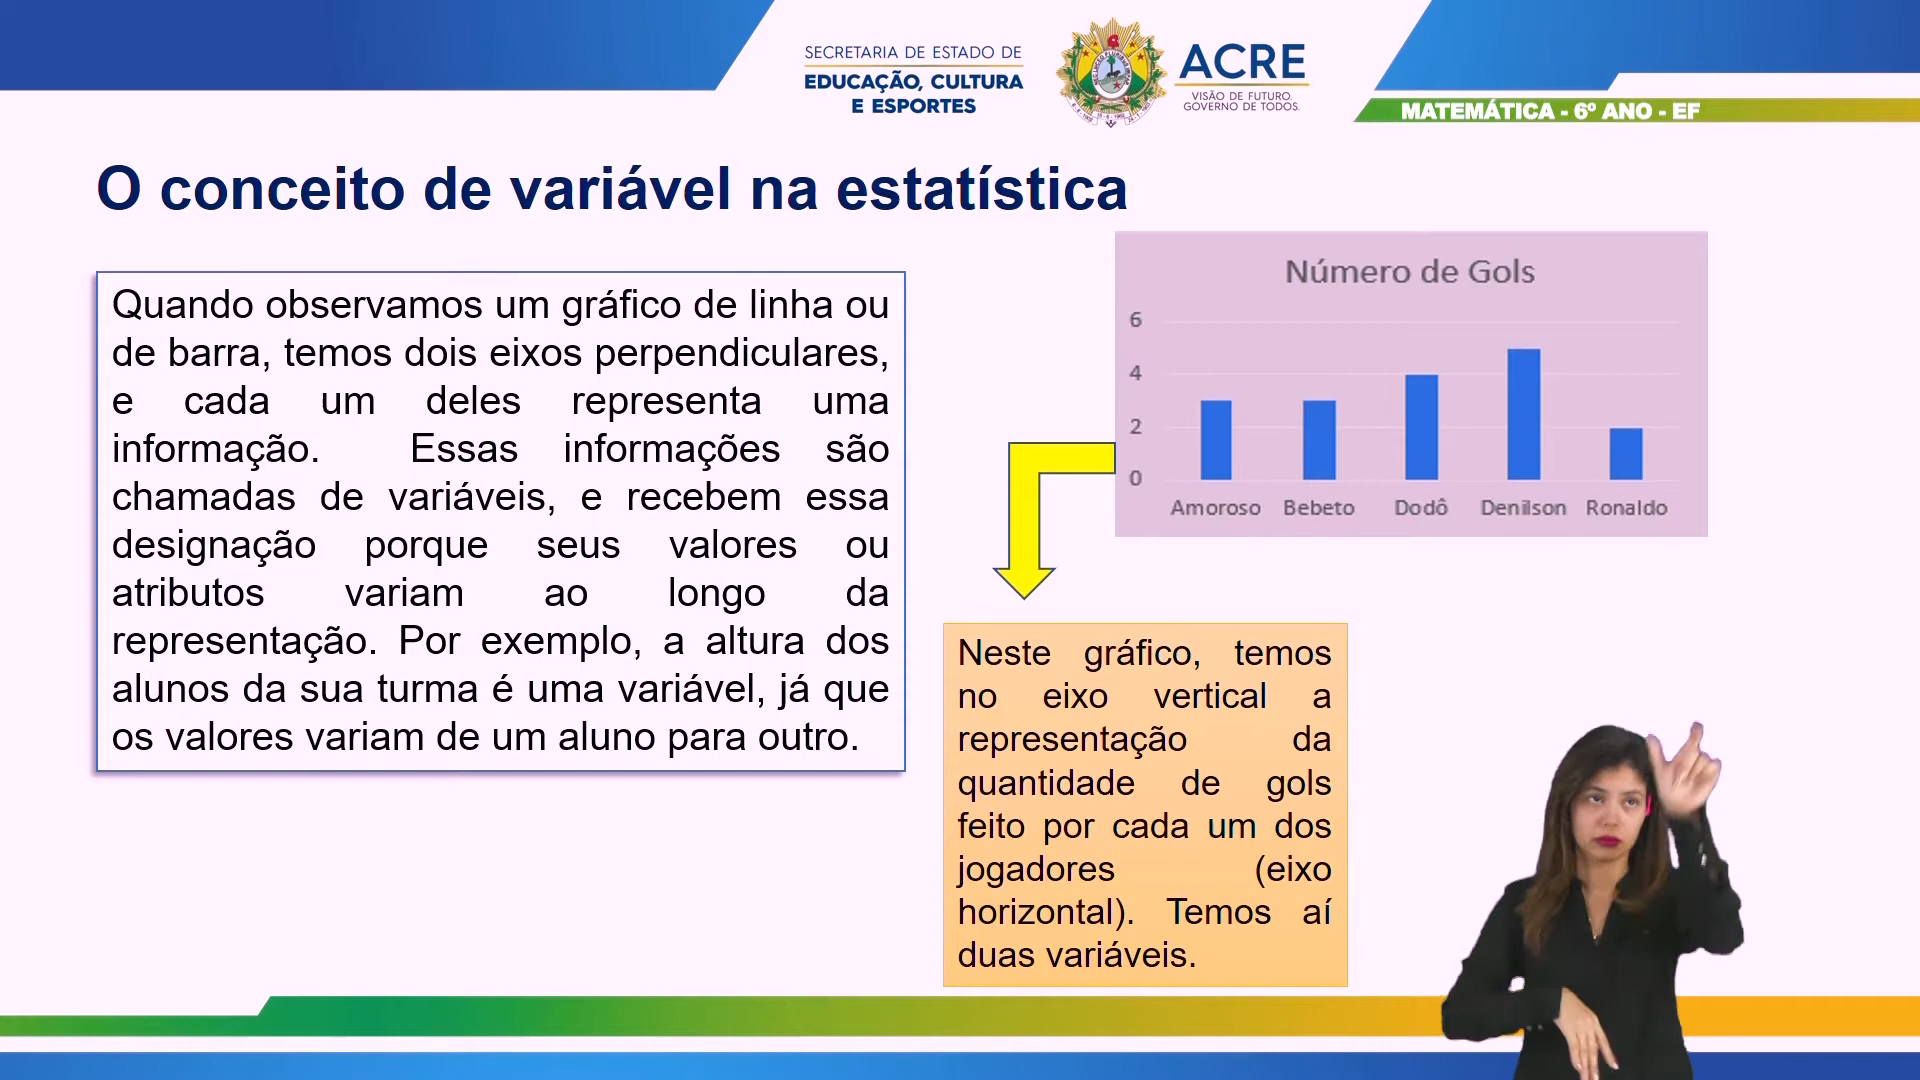 SECRETARIA DE ESTADO DE
EDUCAÇÃO, CULTURA
E ESPORTES
ACRE
VISÃO DE FUTURO.
GOVERNO DE TODOS.
MATEMÁTICA - 6º ANO - EF
O conceito de variável na estatística
Quando observamos um gráfico de linha ou
de barra, temos dois eixos perpendiculares,
e cada um deles representa uma
informação. Essas informações são
chamadas de variáveis, e recebem essa
designação porque seus valores ou
atributos variam ao longo da
representação. Por exemplo, a altura dos
alunos da sua turma é uma variável, já que
os valores variam de um aluno para outro.
Número de Gols
6
4
2
0
Amoroso Bebeto Dodô Denilson Ronaldo
Neste gráfico, temos
no eixo vertical a
representação da
quantidade de gols
feito por cada um dos
jogadores (eixo
horizontal). Temos aí
duas variáveis.